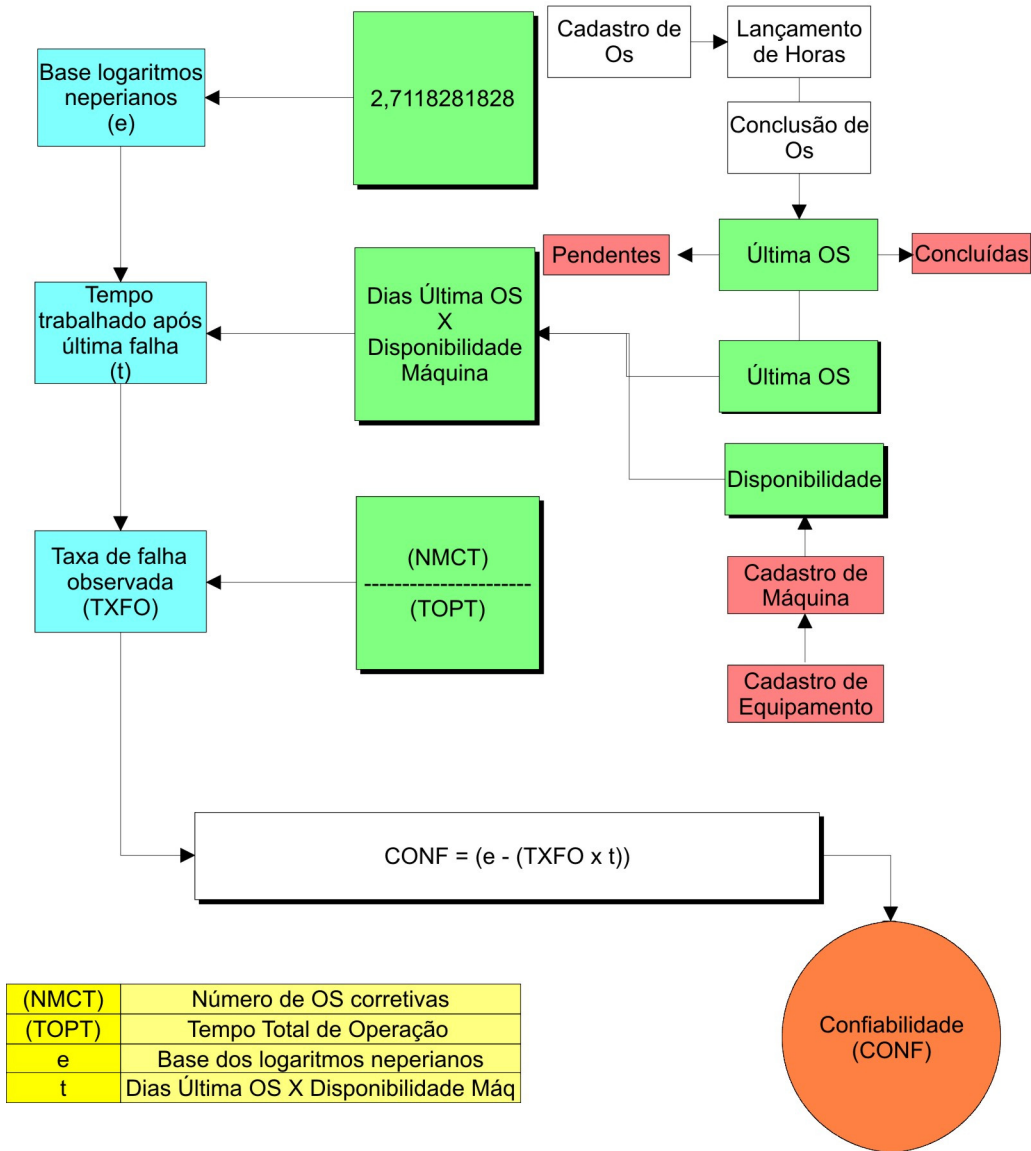 Cadastro de
Os
Lançamento
de Horas
Base logaritmos
neperianos
(e)
2,7118281828
Conclusão de
Os
Pendentes
Última OS
Concluídas
Tempo
trabalhado após
última falha
(t)
Dias Última OS
X
Disponibilidade
Máquina
Última OS
Disponibilidade
Taxa de falha
observada
(TXFO)
(NMCT)
----------------------
(TOPT)
Cadastro de
Máquina
Cadastro de
Equipamento
CONF = (e - (TXFO x t))
Confiabilidade
(CONF)
(NMCT) Número de OS corretivas
(TOPT) Tempo Total de Operação
e Base dos logaritmos neperianos
t Dias Última OS X Disponibilidade Máq